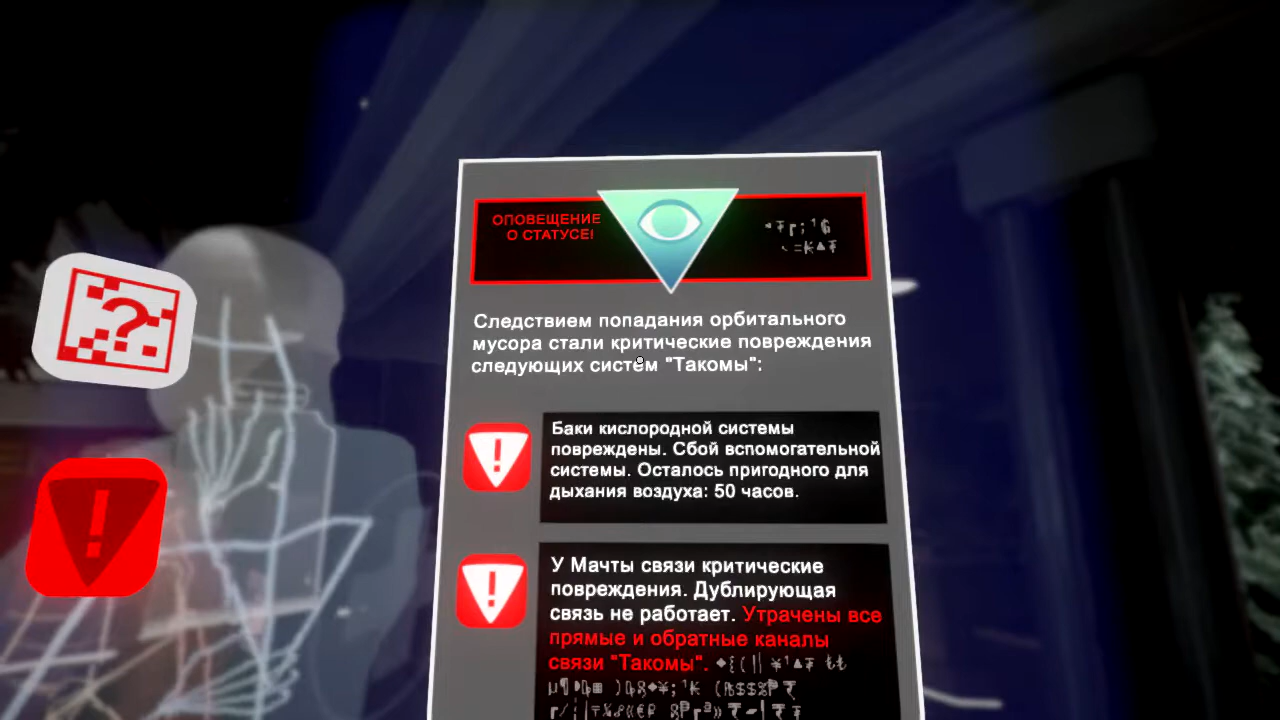 ОПОВЕЩЕНИЕ
О СТАТУСЕ!
Следствием попадания орбитального
мусора стали критические повреждения
следующих систем "Такомы":
Баки кислородной системы
повреждены. Сбой вспомогательной
системы. Осталось пригодного для
дыхания воздуха: 50 часов.
У Мачты связи критические
повреждения. Дублирующая
связь не работает. Утрачены все
прямые и обратные каналы
связи "Такомы".